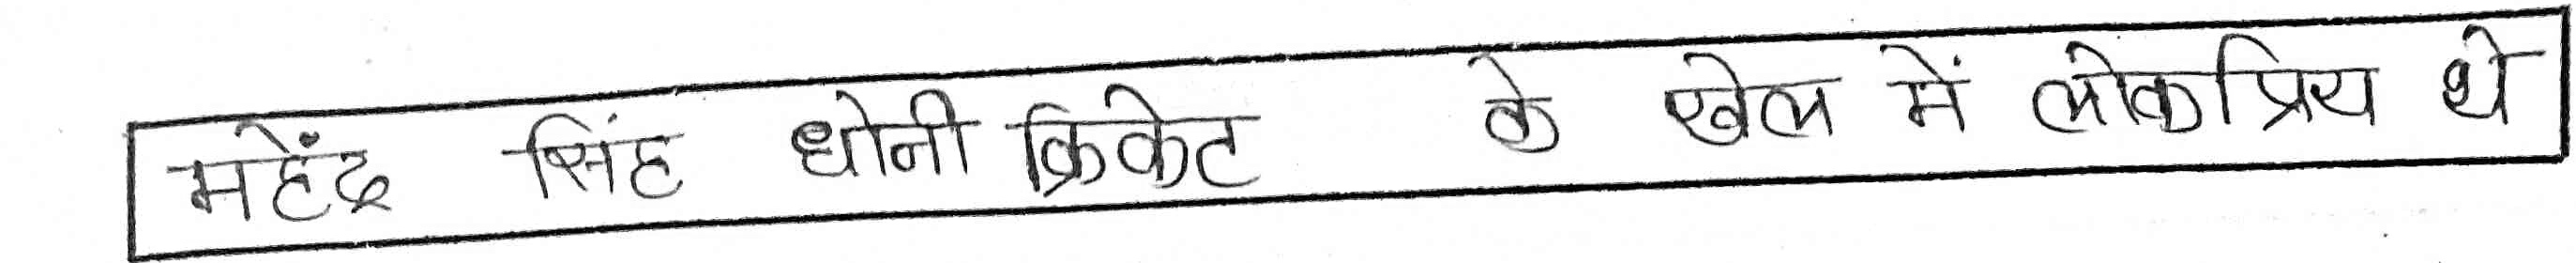 महेंद्र सिंह धोनी क्रिकेट के खेल में लोकप्रिय थे